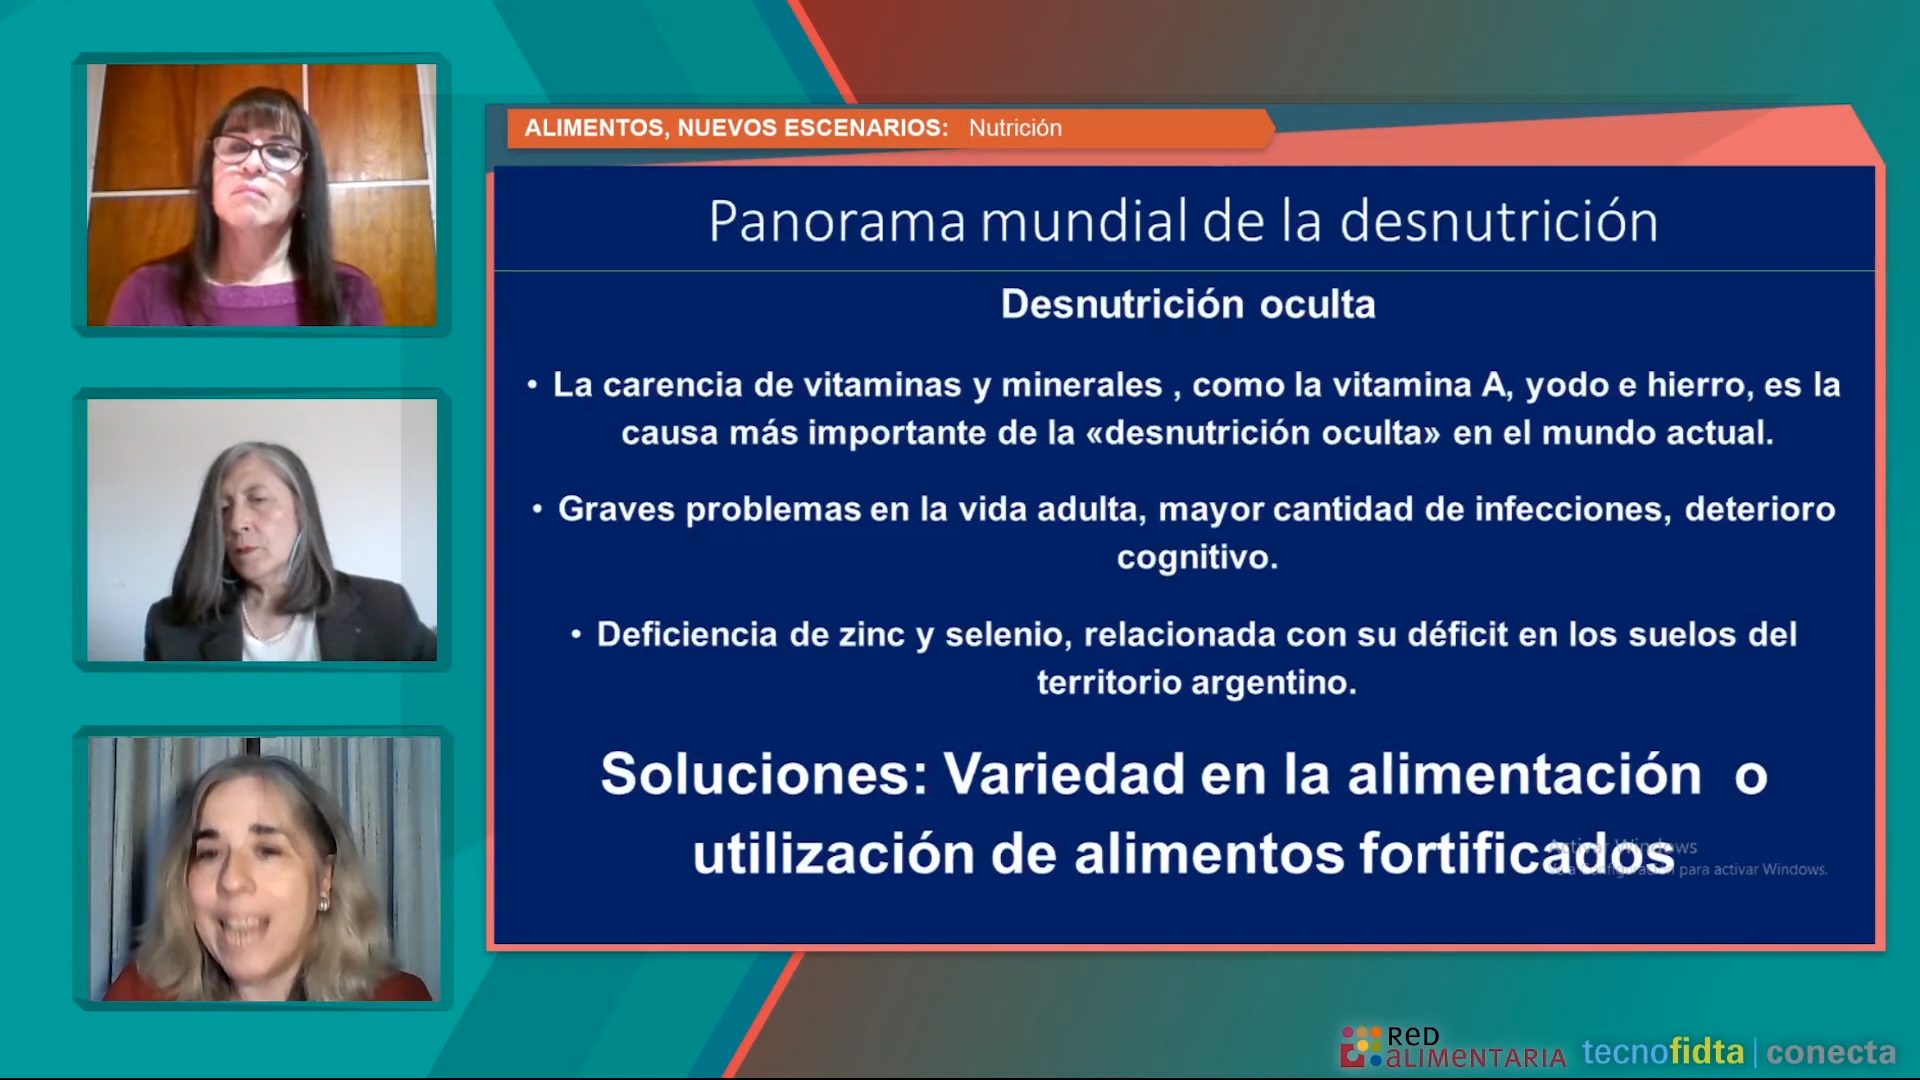 ALIMENTOS, NUEVOS ESCENARIOS: Nutrición
Panorama mundial de la desnutrición
Desnutrición oculta
• La carencia de vitaminas y minerales , como la vitamina A, yodo e hierro, es la
causa más importante de la «desnutrición oculta» en el mundo actual.
• Graves problemas en la vida adulta, mayor cantidad de infecciones, deterioro
cognitivo.
• Deficiencia de zinc y selenio, relacionada con su déficit en los suelos del
territorio argentino.
Soluciones: Variedad en la alimentación o
utilización de alimentos fortificados
Activar Windows
Ve a Configuración para activar Windows.
Red
alimentaria
tecnofidta | conecta